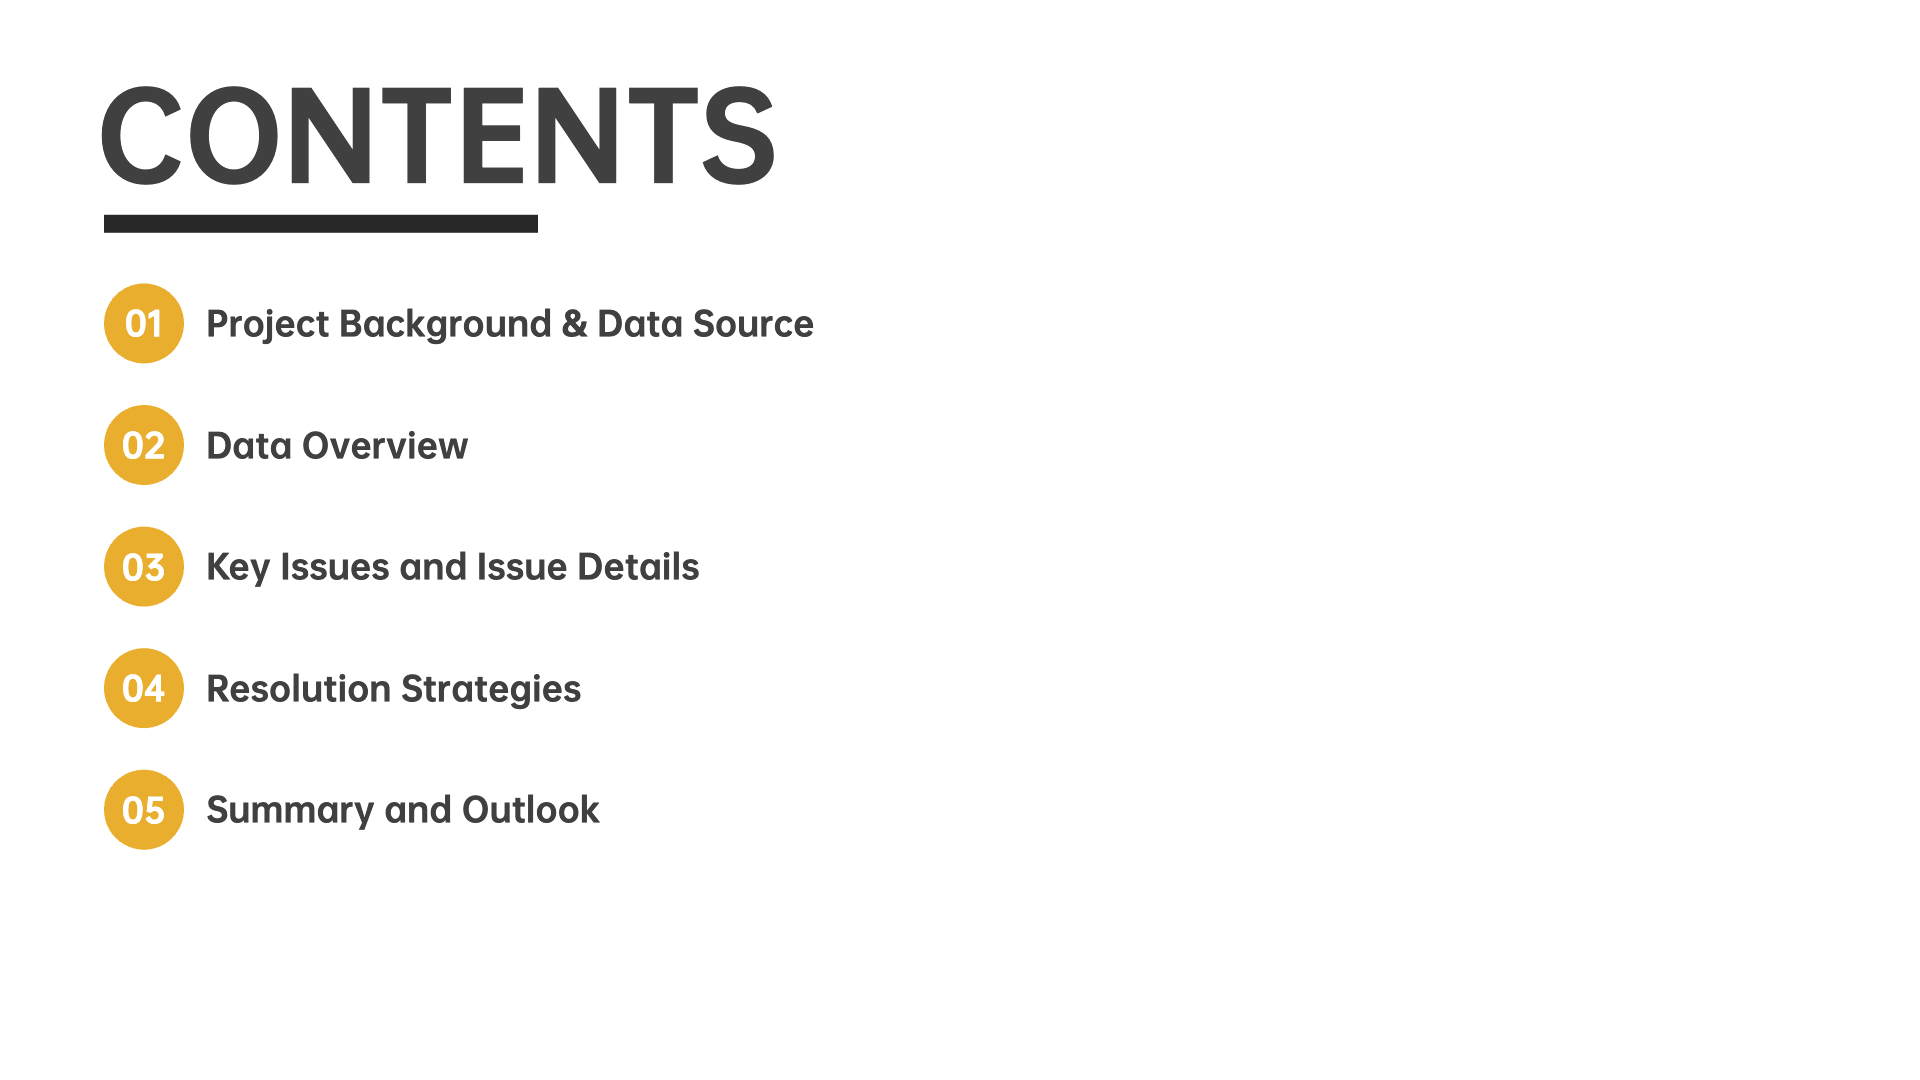 CONTENTS
01 Project Background & Data Source
02 Data Overview
03 Key Issues and Issue Details
04 Resolution Strategies
05 Summary and Outlook